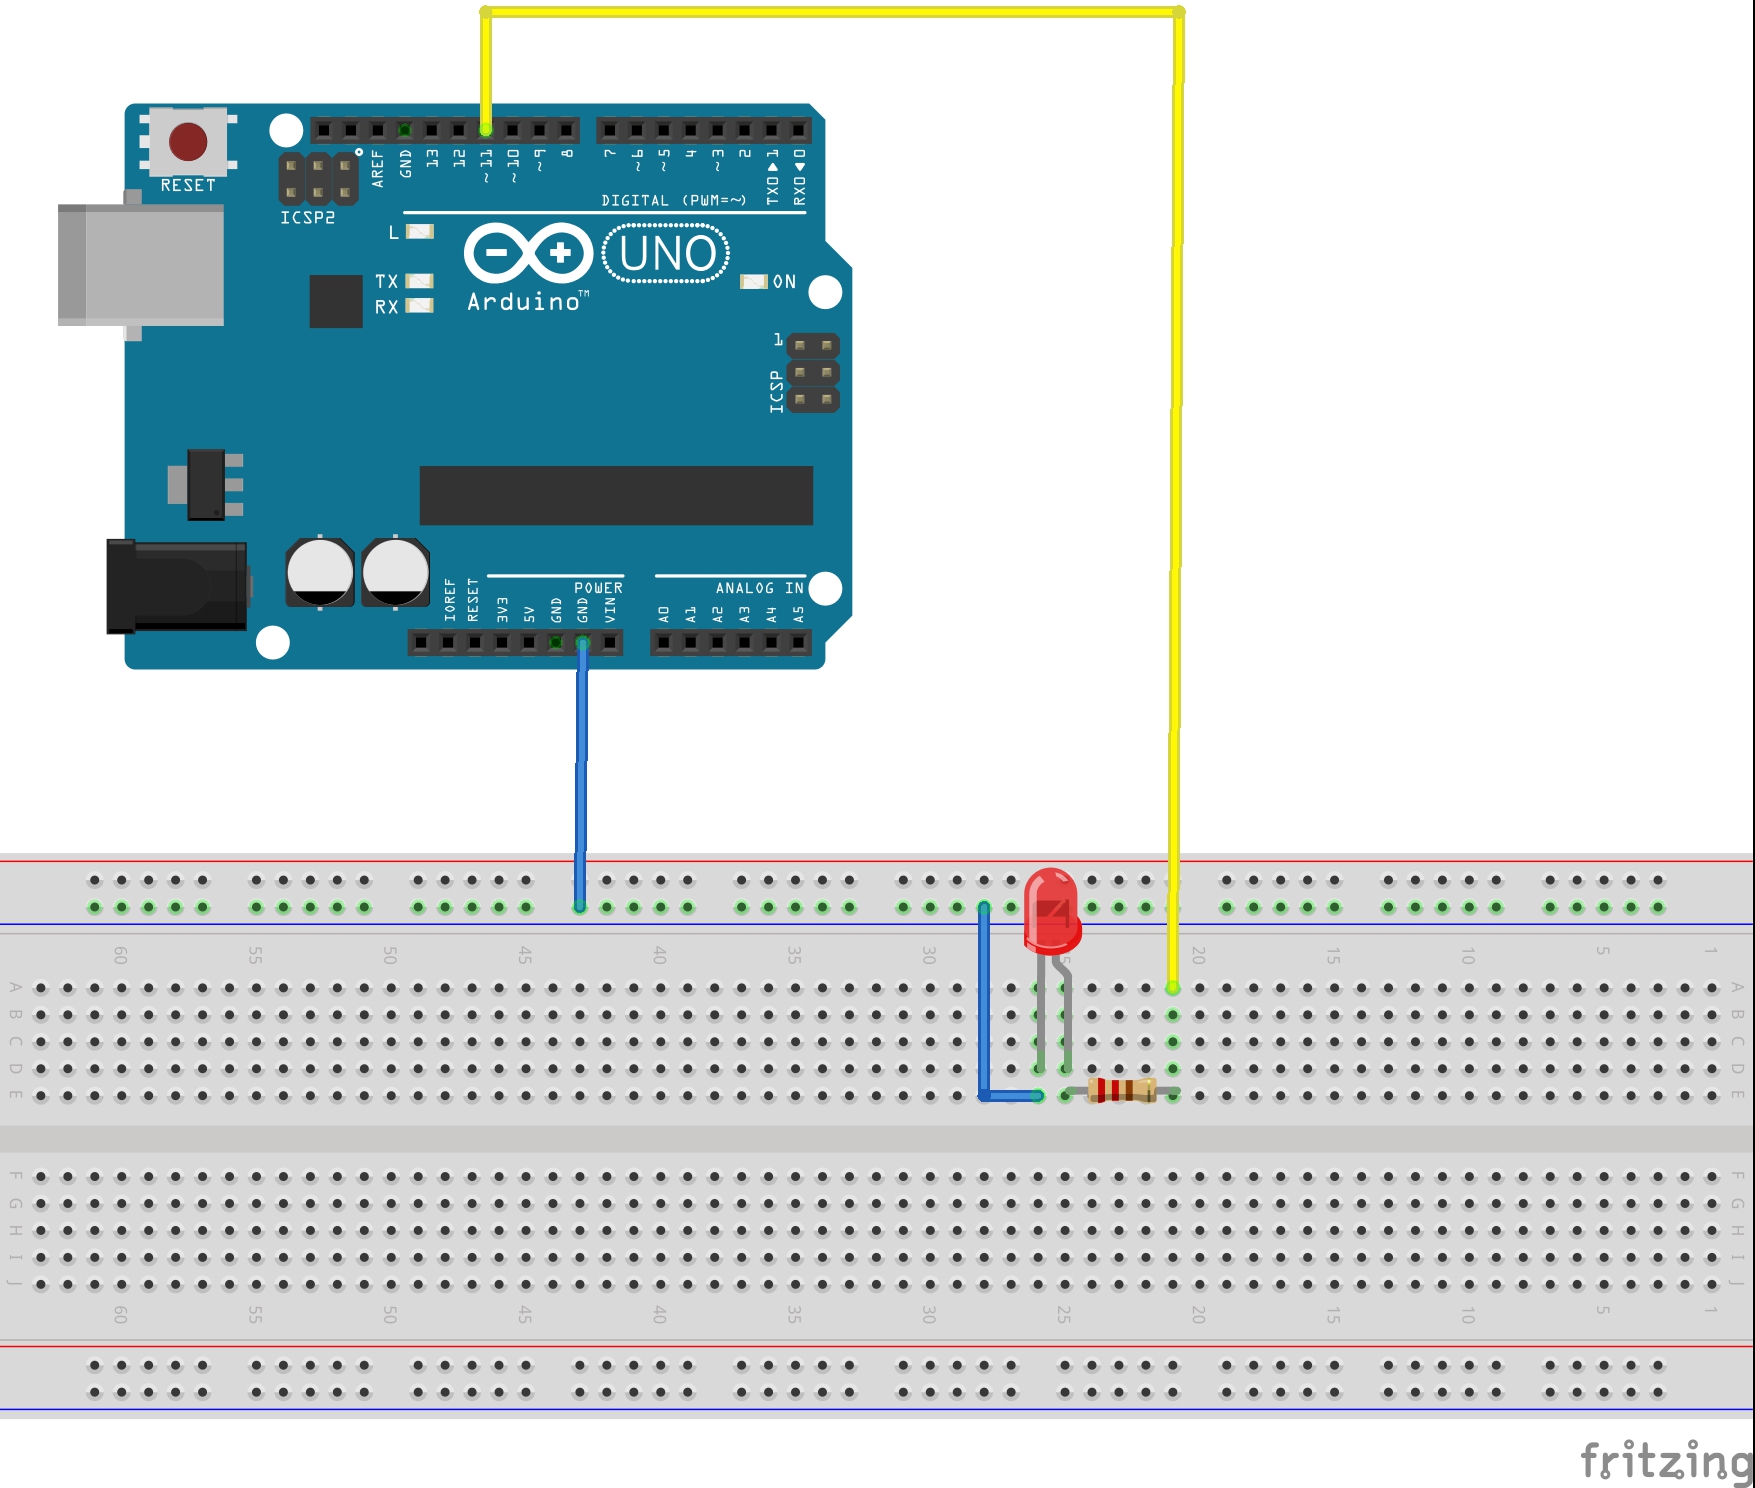 RESET
ICSP2
AREF
GND
13
12
~11
~10
~9
8
7
~6
~5
4
~3
2
TX0▶1
RX0◀0
DIGITAL (PWM=~)
L
TX
RX
UNO
Arduino™
ON
1
ICSP
POWER
ANALOG IN
IOREF
RESET
3V3
5V
GND
GND
VIN
A0
A1
A2
A3
A4
A5
60 55 50 45 40 35 30 25 20 15 10 5 1
A A
B B
C C
D D
E E
F F
G G
H H
I I
J J
60 55 50 45 40 35 30 25 20 15 10 5 1
fritzing